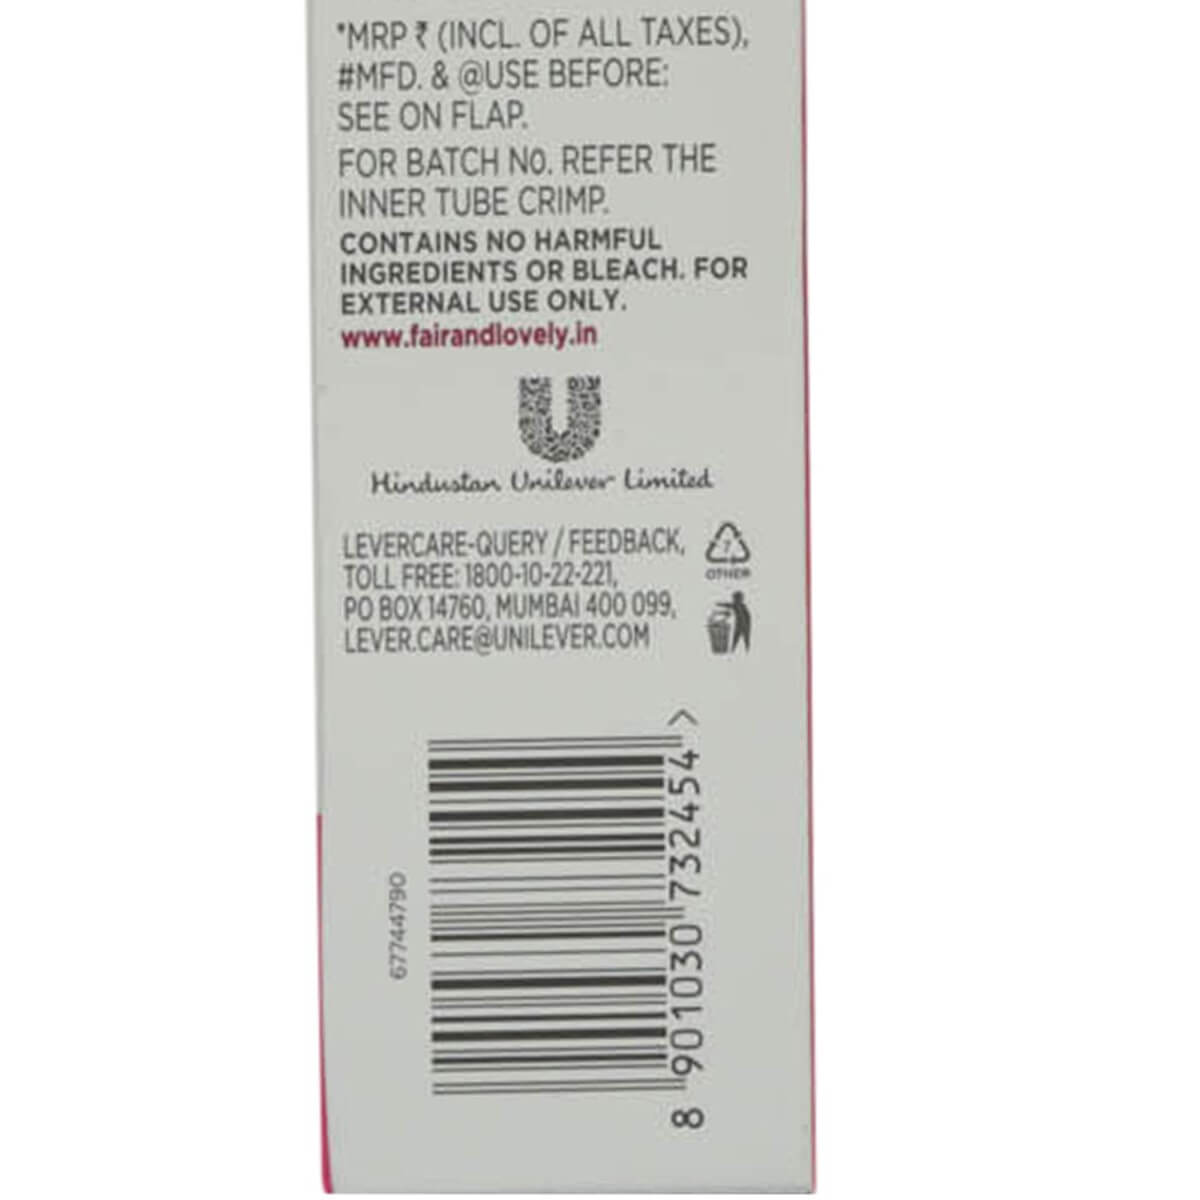 *MRP ₹ (INCL. OF ALL TAXES),
#MFD. & @USE BEFORE:
SEE ON FLAP.
FOR BATCH NO. REFER THE
INNER TUBE CRIMP.
CONTAINS NO HARMFUL
INGREDIENTS OR BLEACH. FOR
EXTERNAL USE ONLY.
www.fairandlovely.in
Hindustan Unilever Limited
LEVERCARE-QUERY / FEEDBACK,
TOLL FREE: 1800-10-22-221,
PO BOX 14760, MUMBAI 400 099,
LEVER.CARE@UNILEVER.COM
7
OTHER
67744790
8 901030 732454 >